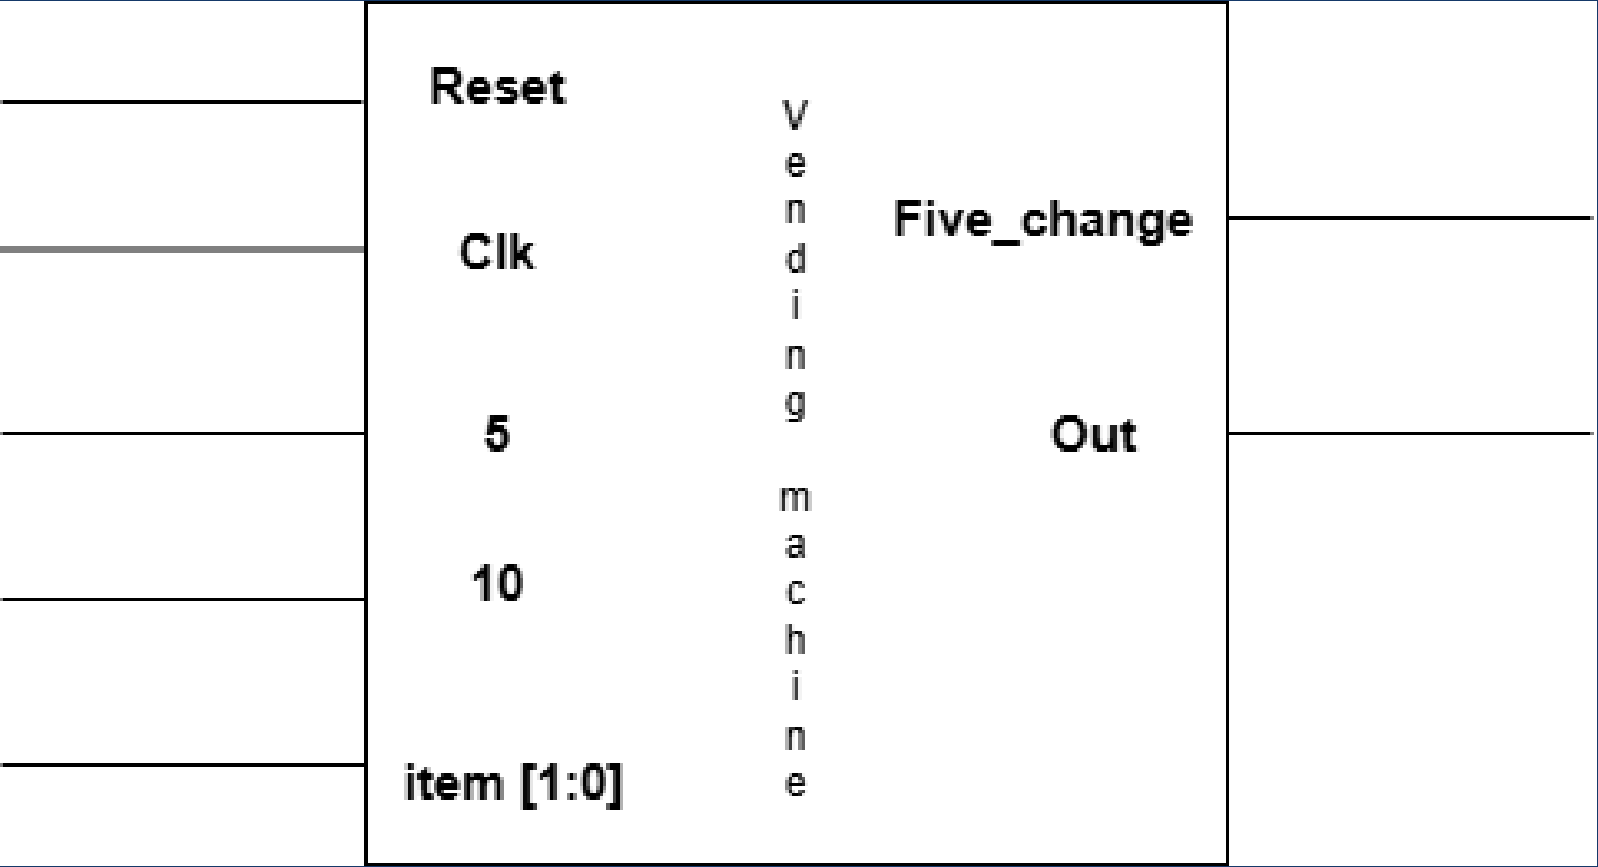 Reset
Clk
5
10
item [1:0]
Vending machine
Five_change
Out